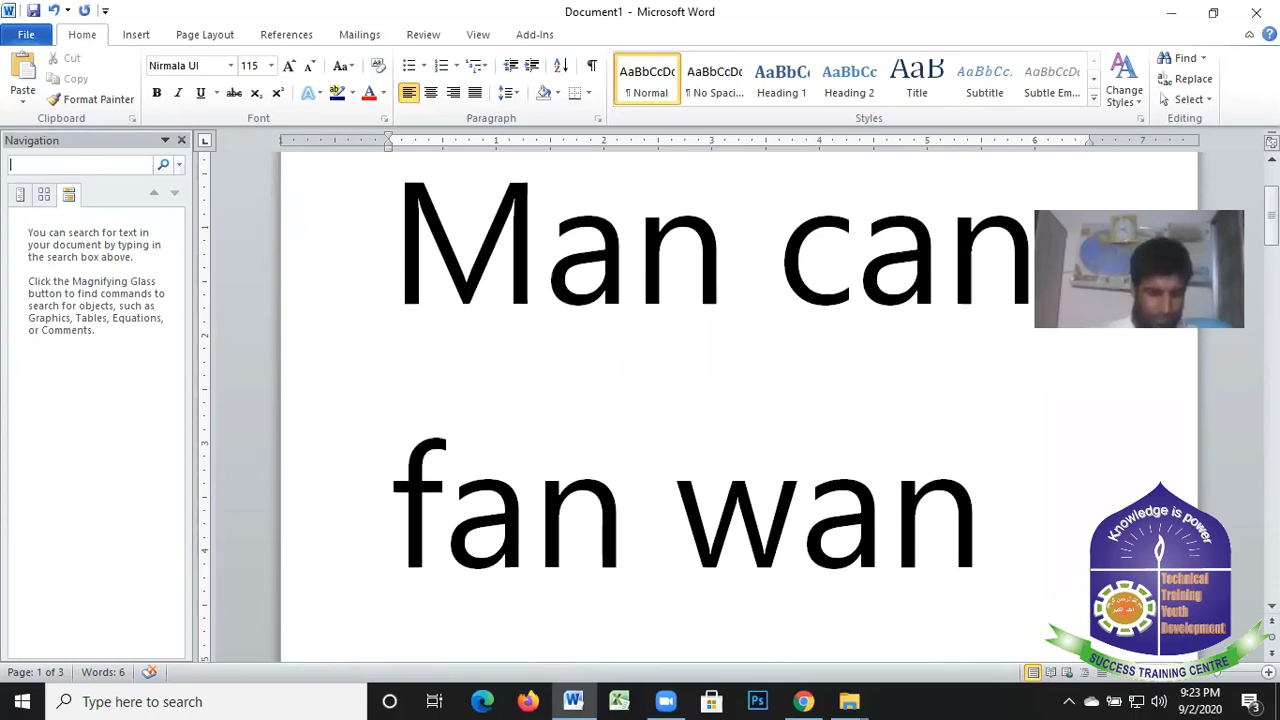 Document1 - Microsoft Word
File Home Insert Page Layout References Mailings Review View Add-Ins
Paste
Cut
Copy
Format Painter
Clipboard
Nirmala UI 115
Font
Paragraph
AaBbCcDc AaBbCcDc AaBbCc AaBbCc AaB AaBbCc. AaBbCcDc
¶ Normal ¶ No Spaci... Heading 1 Heading 2 Title Subtitle Subtle Em...
Change Styles
Styles
Find
Replace
Select
Editing
Navigation
You can search for text in
your document by typing in
the search box above.
Click the Magnifying Glass
button to find commands to
search for objects, such as
Graphics, Tables, Equations,
or Comments.
Man can
fan wan
Knowledge is power
Technical
Training
Youth
Development
SUCCESS TRAINING CENTRE
Page: 1 of 3 Words: 6
Type here to search
9:23 PM
9/2/2020